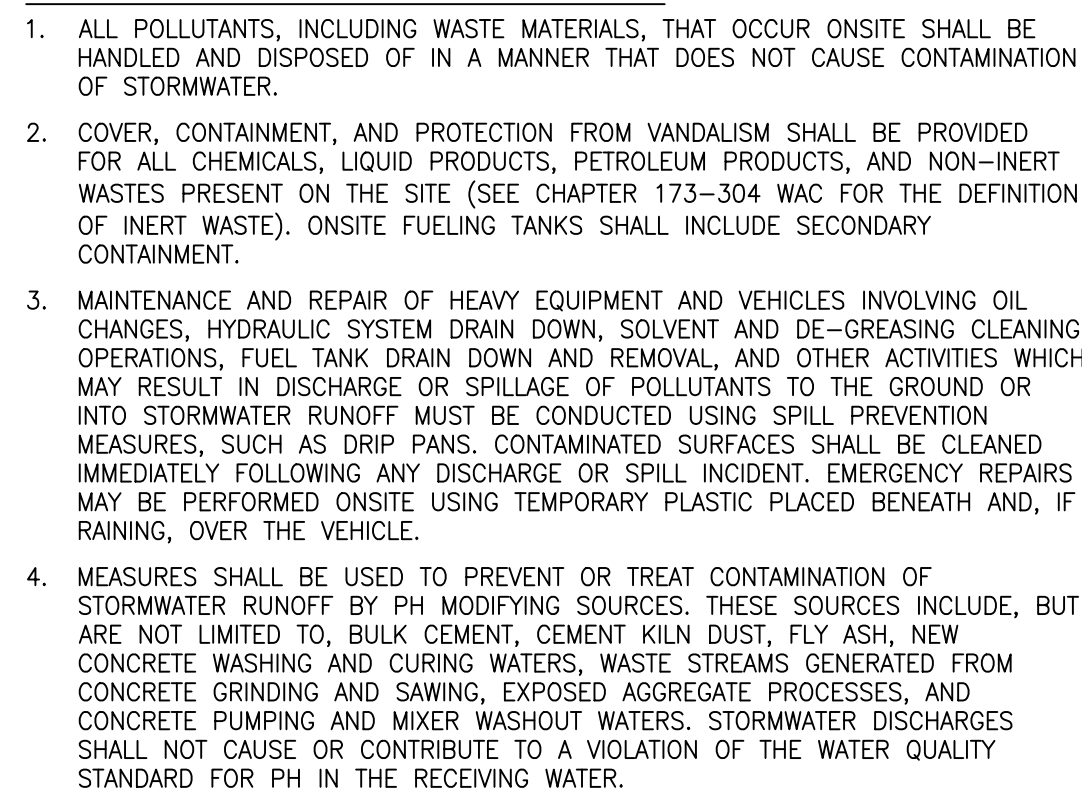 1. ALL POLLUTANTS, INCLUDING WASTE MATERIALS, THAT OCCUR ONSITE SHALL BE
HANDLED AND DISPOSED OF IN A MANNER THAT DOES NOT CAUSE CONTAMINATION
OF STORMWATER.
2. COVER, CONTAINMENT, AND PROTECTION FROM VANDALISM SHALL BE PROVIDED
FOR ALL CHEMICALS, LIQUID PRODUCTS, PETROLEUM PRODUCTS, AND NON-INERT
WASTES PRESENT ON THE SITE (SEE CHAPTER 173-304 WAC FOR THE DEFINITION
OF INERT WASTE). ONSITE FUELING TANKS SHALL INCLUDE SECONDARY
CONTAINMENT.
3. MAINTENANCE AND REPAIR OF HEAVY EQUIPMENT AND VEHICLES INVOLVING OIL
CHANGES, HYDRAULIC SYSTEM DRAIN DOWN, SOLVENT AND DE-GREASING CLEANING
OPERATIONS, FUEL TANK DRAIN DOWN AND REMOVAL, AND OTHER ACTIVITIES WHICH
MAY RESULT IN DISCHARGE OR SPILLAGE OF POLLUTANTS TO THE GROUND OR
INTO STORMWATER RUNOFF MUST BE CONDUCTED USING SPILL PREVENTION
MEASURES, SUCH AS DRIP PANS. CONTAMINATED SURFACES SHALL BE CLEANED
IMMEDIATELY FOLLOWING ANY DISCHARGE OR SPILL INCIDENT. EMERGENCY REPAIRS
MAY BE PERFORMED ONSITE USING TEMPORARY PLASTIC PLACED BENEATH AND, IF
RAINING, OVER THE VEHICLE.
4. MEASURES SHALL BE USED TO PREVENT OR TREAT CONTAMINATION OF
STORMWATER RUNOFF BY PH MODIFYING SOURCES. THESE SOURCES INCLUDE, BUT
ARE NOT LIMITED TO, BULK CEMENT, CEMENT KILN DUST, FLY ASH, NEW
CONCRETE WASHING AND CURING WATERS, WASTE STREAMS GENERATED FROM
CONCRETE GRINDING AND SAWING, EXPOSED AGGREGATE PROCESSES, AND
CONCRETE PUMPING AND MIXER WASHOUT WATERS. STORMWATER DISCHARGES
SHALL NOT CAUSE OR CONTRIBUTE TO A VIOLATION OF THE WATER QUALITY
STANDARD FOR PH IN THE RECEIVING WATER.